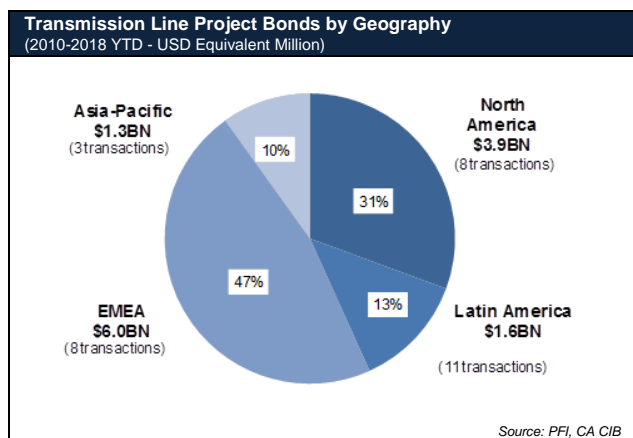 Transmission Line Project Bonds by Geography
(2010-2018 YTD - USD Equivalent Million)
Asia-Pacific
$1.3BN
(3transactions)
10%
North
America
$3.9BN
(8transactions)
31%
47%
13%
EMEA
$6.0BN
(8transactions)
Latin America
$1.6BN
(11transactions)
Source: PFI, CA CIB